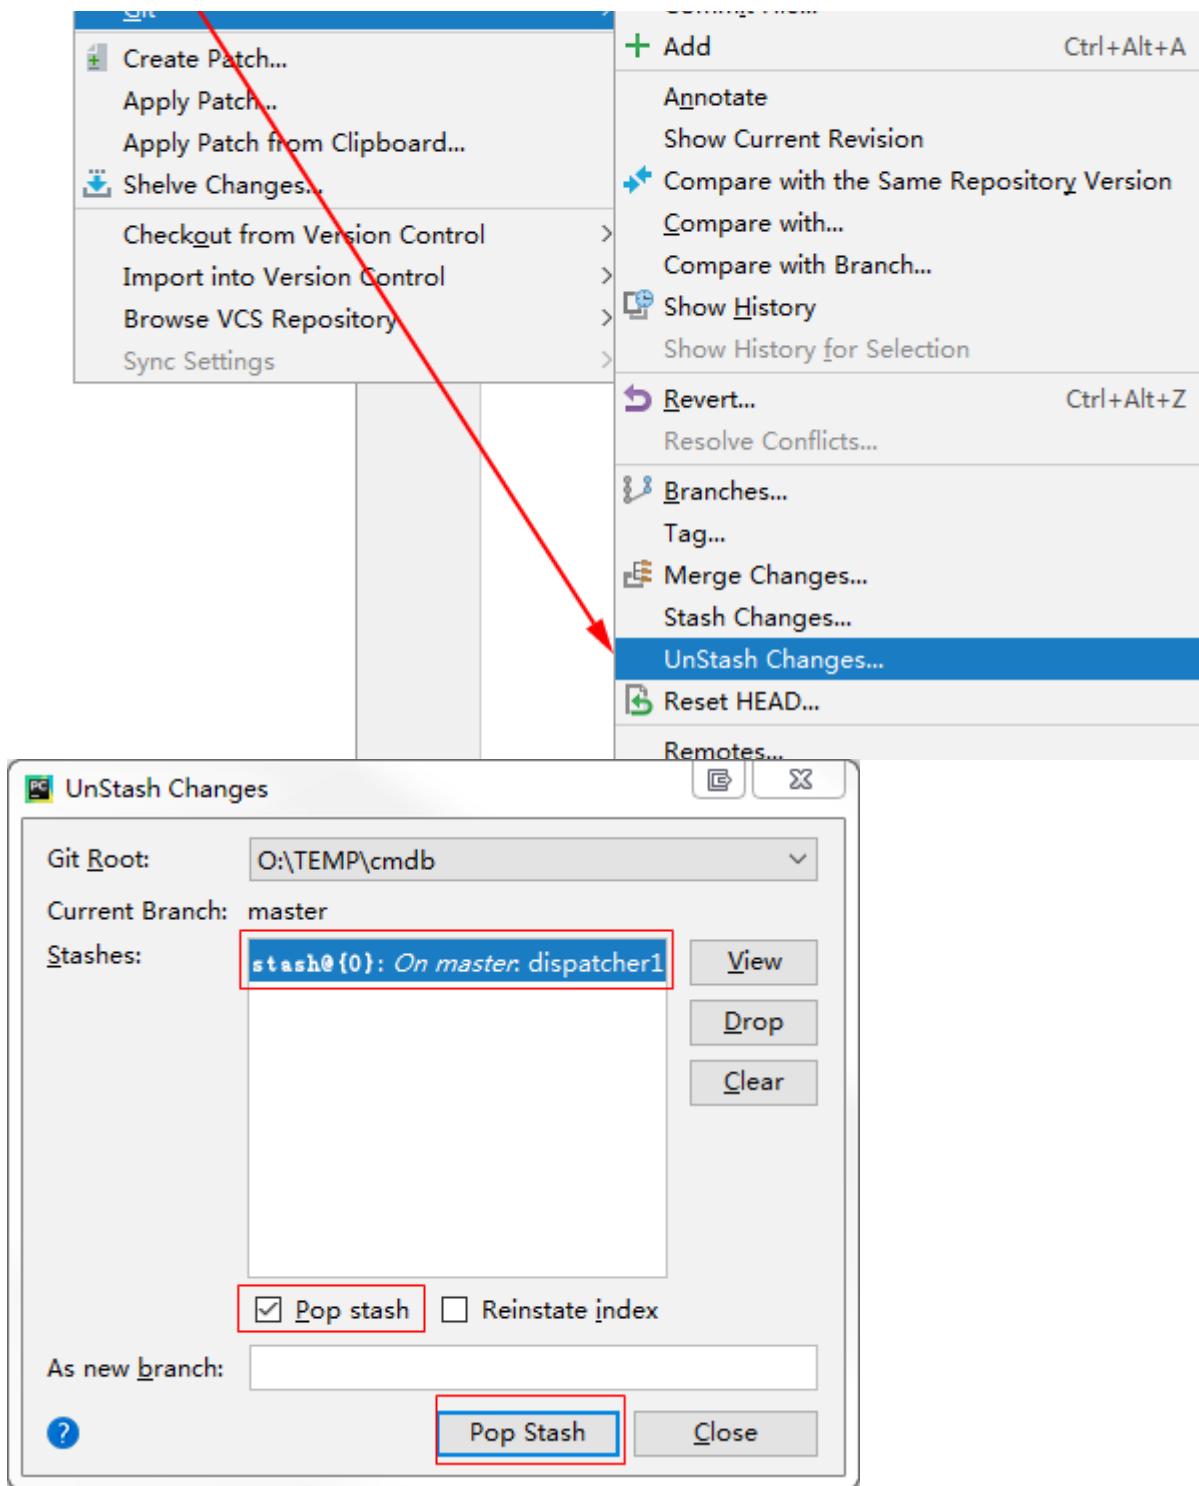 Git
Create Patch...
Apply Patch...
Apply Patch from Clipboard...
Shelve Changes...
Checkout from Version Control
Import into Version Control
Browse VCS Repository
Sync Settings
Commit File...
Add Ctrl+Alt+A
Annotate
Show Current Revision
Compare with the Same Repository Version
Compare with...
Compare with Branch...
Show History
Show History for Selection
Revert... Ctrl+Alt+Z
Resolve Conflicts...
Branches...
Tag...
Merge Changes...
Stash Changes...
UnStash Changes...
Reset HEAD...
Remotes...
PC UnStash Changes
Git Root: O:\TEMP\cmdb
Current Branch: master
Stashes: stash@{0}: On master: dispatcher1 View
Drop
Clear
Pop stash Reinstate index
As new branch:
? Pop Stash Close